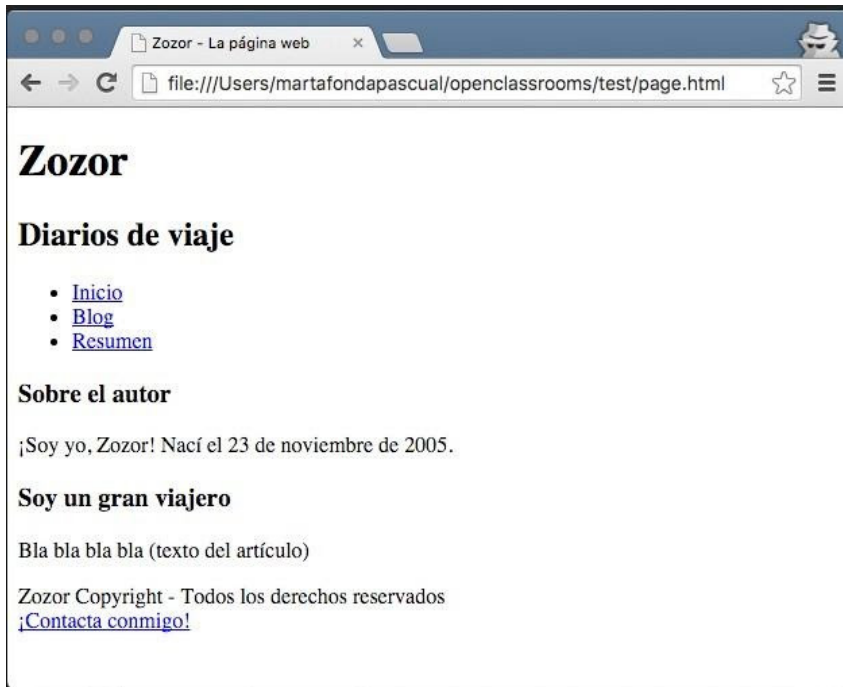 Zozor - La página web
file:///Users/martafondapascual/openclassrooms/test/page.html
Zozor
Diarios de viaje
Inicio
Blog
Resumen
Sobre el autor
¡Soy yo, Zozor! Nací el 23 de noviembre de 2005.
Soy un gran viajero
Bla bla bla bla (texto del artículo)
Zozor Copyright - Todos los derechos reservados
¡Contacta conmigo!